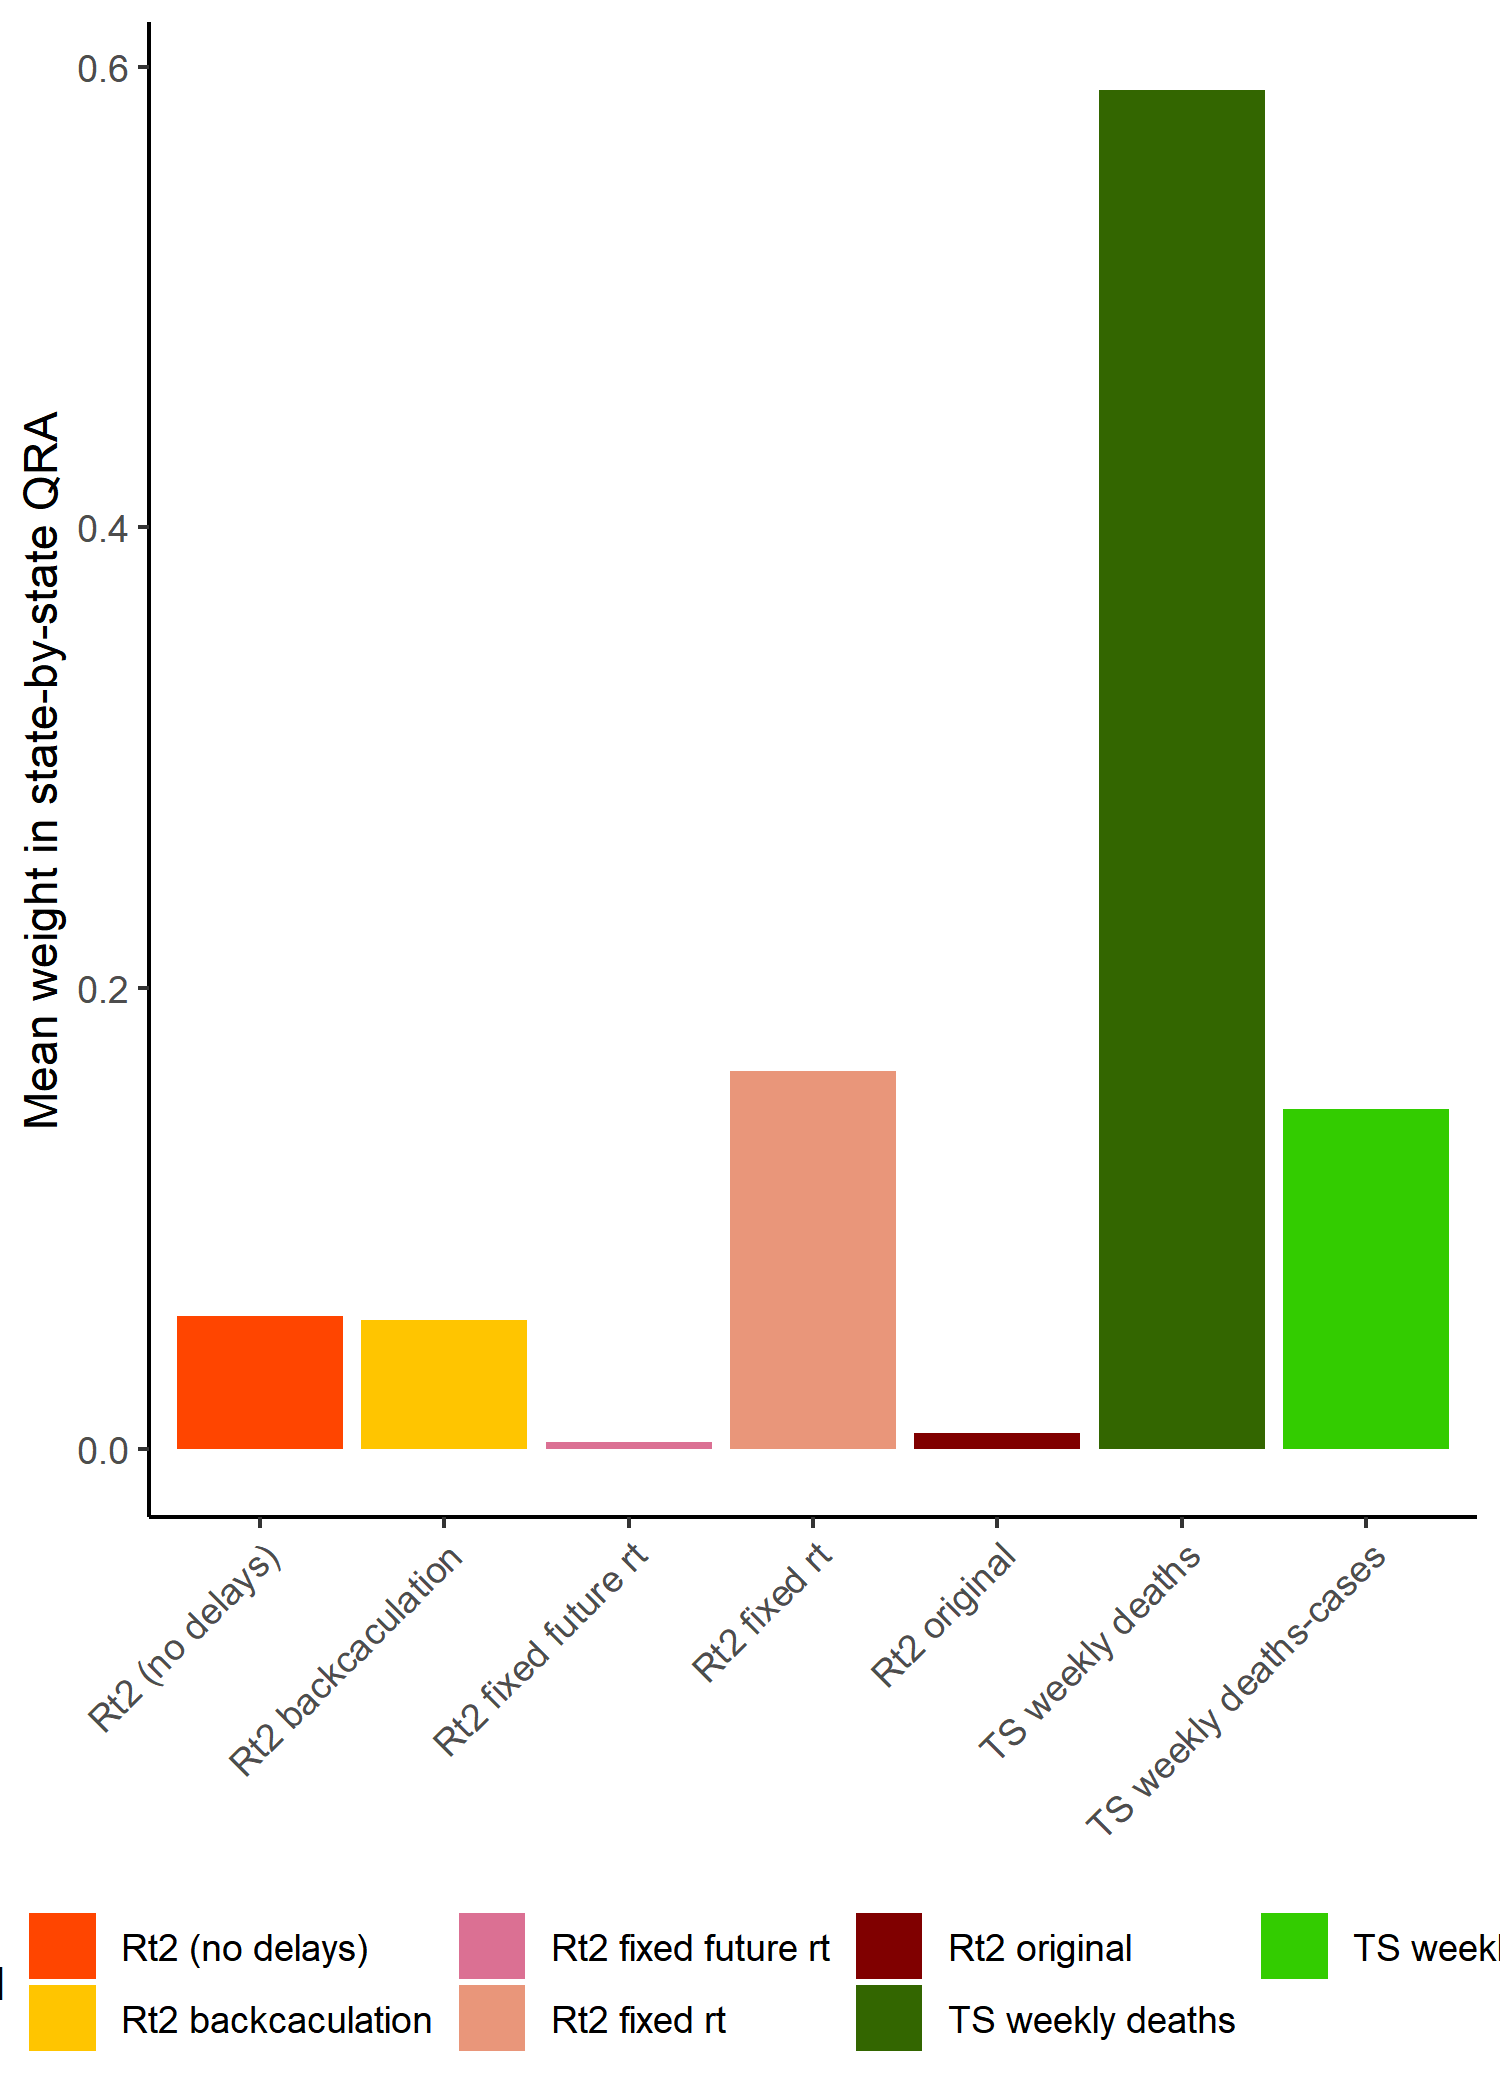 Mean weight in state-by-state QRA
0.6
0.4
0.2
0.0
Rt2 (no delays)
Rt2 backcaculation
Rt2 fixed future rt
Rt2 fixed rt
Rt2 original
TS weekly deaths
TS weekly deaths-cases
Rt2 (no delays)
Rt2 fixed future rt
Rt2 original
TS
Rt2 backcaculation
Rt2 fixed rt
TS weekly deaths